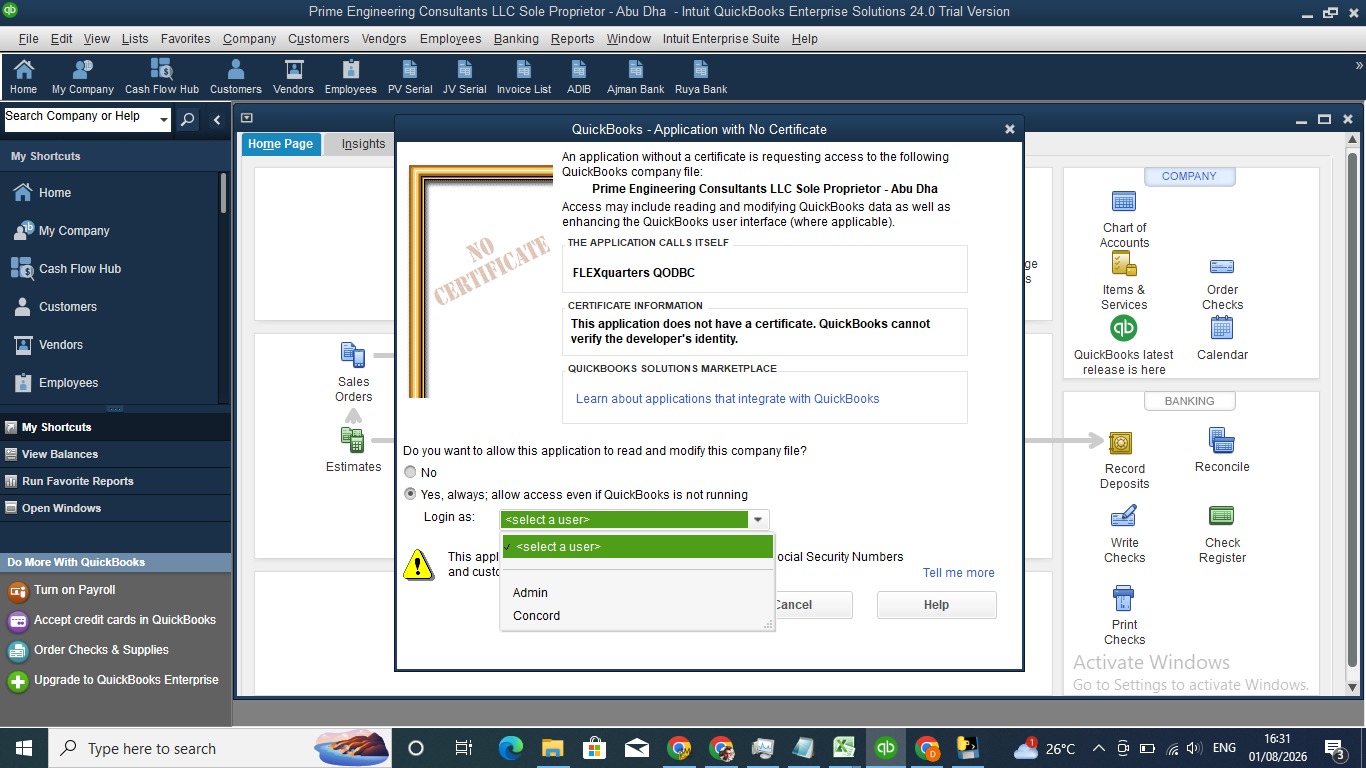 Prime Engineering Consultants LLC Sole Proprietor - Abu Dha - Intuit QuickBooks Enterprise Solutions 24.0 Trial Version
File Edit View Lists Favorites Company Customers Vendors Employees Banking Reports Window Intuit Enterprise Suite Help
Home My Company Cash Flow Hub Customers Vendors Employees PV Serial JV Serial Invoice List ADIB Ajman Bank Ruya Bank
Search Company or Help
My Shortcuts
Home
My Company
Cash Flow Hub
Customers
Vendors
Employees
My Shortcuts
View Balances
Run Favorite Reports
Open Windows
Do More With QuickBooks
Turn on Payroll
Accept credit cards in QuickBooks
Order Checks & Supplies
Upgrade to QuickBooks Enterprise
Home Page Insights
Sales
Orders
Estimates
QuickBooks - Application with No Certificate
NO
CERTIFICATE
An application without a certificate is requesting access to the following
QuickBooks company file:
Prime Engineering Consultants LLC Sole Proprietor - Abu Dha
Access may include reading and modifying QuickBooks data as well as
enhancing the QuickBooks user interface (where applicable).
THE APPLICATION CALLS ITSELF
FLEXquarters QODBC
CERTIFICATE INFORMATION
This application does not have a certificate. QuickBooks cannot
verify the developer's identity.
QUICKBOOKS SOLUTIONS MARKETPLACE
Learn about applications that integrate with QuickBooks
Do you want to allow this application to read and modify this company file?
No
Yes, always; allow access even if QuickBooks is not running
Login as: <select a user>
<select a user>
Admin
Concord
This appl ocial Security Numbers
and custo
Tell me more
Cancel Help
ge
s
COMPANY
Chart of
Accounts
Items &
Services
Order
Checks
QuickBooks latest
release is here
Calendar
BANKING
Record
Deposits
Reconcile
Write
Checks
Check
Register
Print
Checks
Activate Windows
Go to Settings to activate Windows.
Type here to search
1
26°C
ENG
16:31
01/08/2026
3